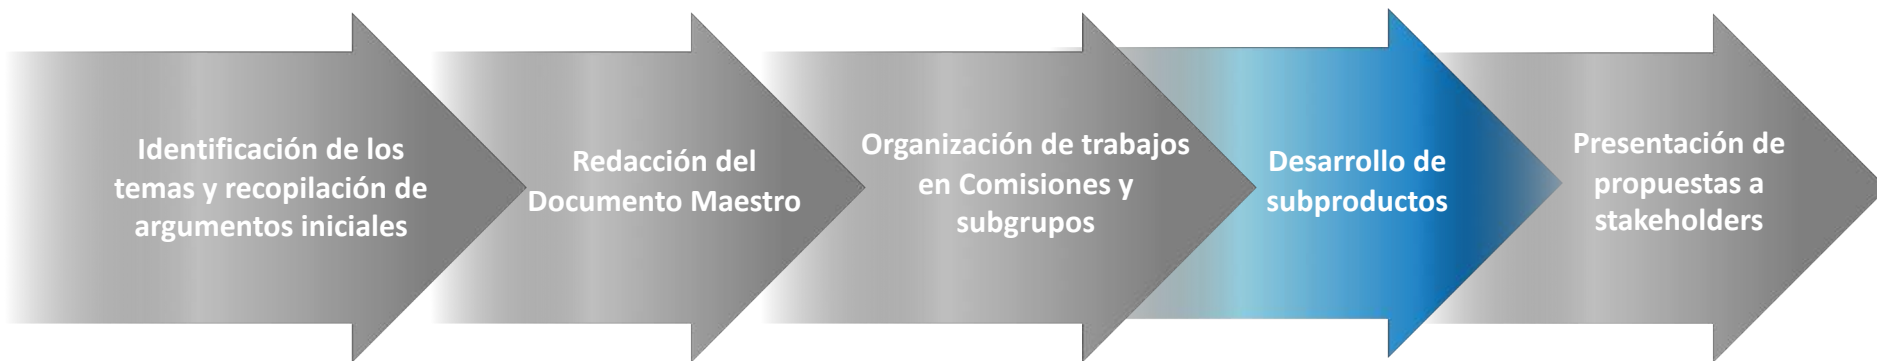 Identificación de los
temas y recopilación de
argumentos iniciales
Redacción del
Documento Maestro
Organización de trabajos
en Comisiones y
subgrupos
Desarrollo de
subproductos
Presentación de
propuestas a
stakeholders